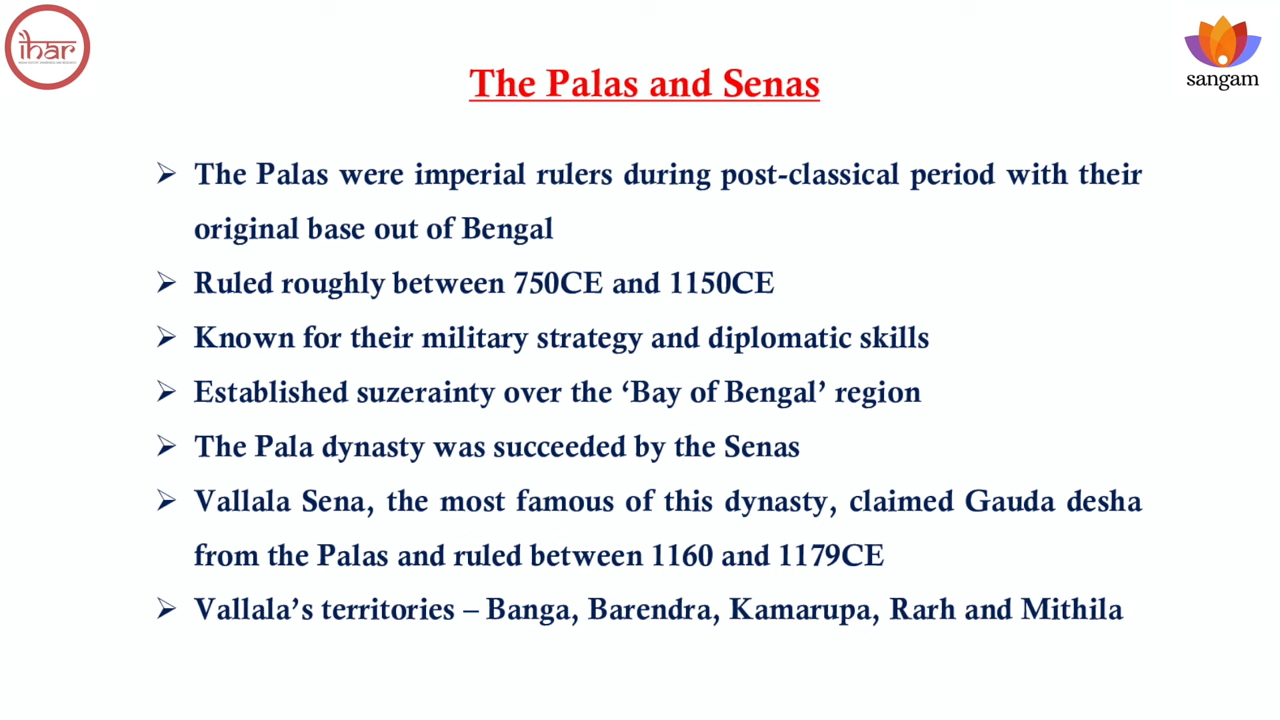 ihar
sangam
The Palas and Senas
➢ The Palas were imperial rulers during post-classical period with their
original base out of Bengal
➢ Ruled roughly between 750CE and 1150CE
➢ Known for their military strategy and diplomatic skills
➢ Established suzerainty over the ‘Bay of Bengal’ region
➢ The Pala dynasty was succeeded by the Senas
➢ Vallala Sena, the most famous of this dynasty, claimed Gauda desha
from the Palas and ruled between 1160 and 1179CE
➢ Vallala’s territories – Banga, Barendra, Kamarupa, Rarh and Mithila